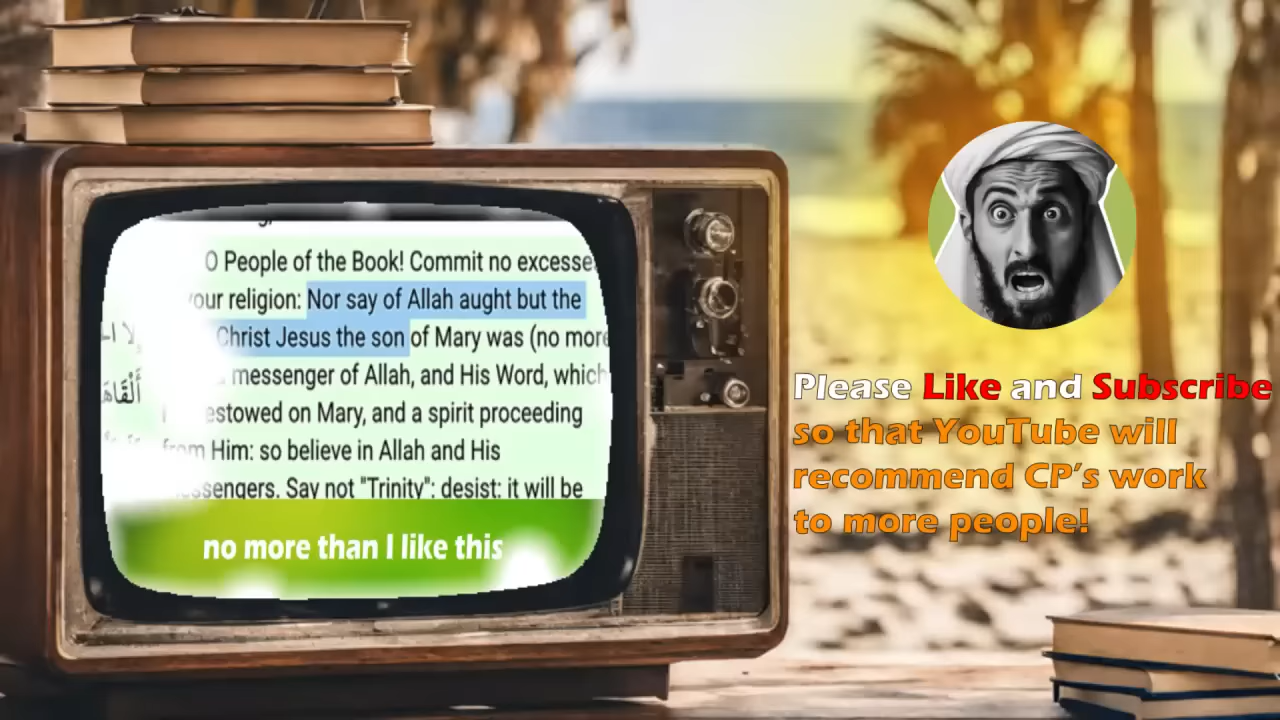 O People of the Book! Commit no excesse
your religion: Nor say of Allah aught but the
Christ Jesus the son of Mary was (no more
a messenger of Allah, and His Word, which
estowed on Mary, and a spirit proceeding
from Him: so believe in Allah and His
ssengers. Say not "Trinity": desist: it will be
no more than I like this
Please Like and Subscribe
so that YouTube will
recommend CP’s work
to more people!